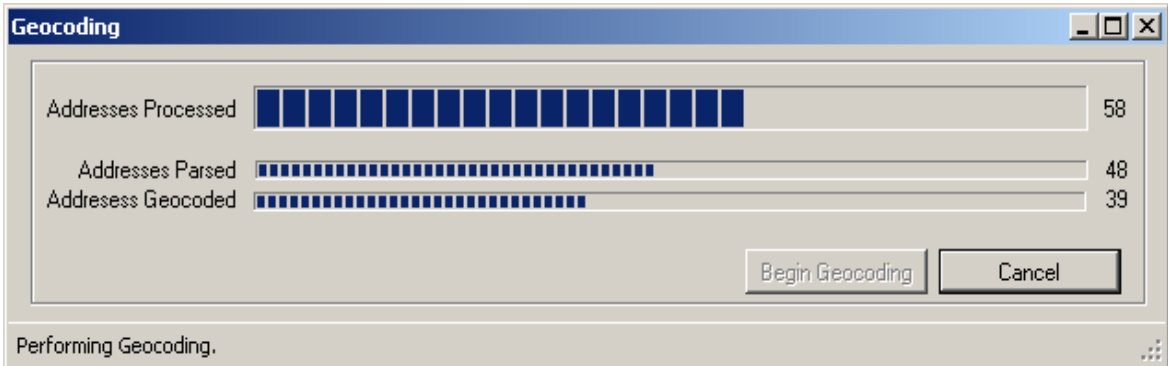 Geocoding
Addresses Processed 58
Addresses Parsed 48
Addresess Geocoded 39
Begin Geocoding Cancel
Performing Geocoding.